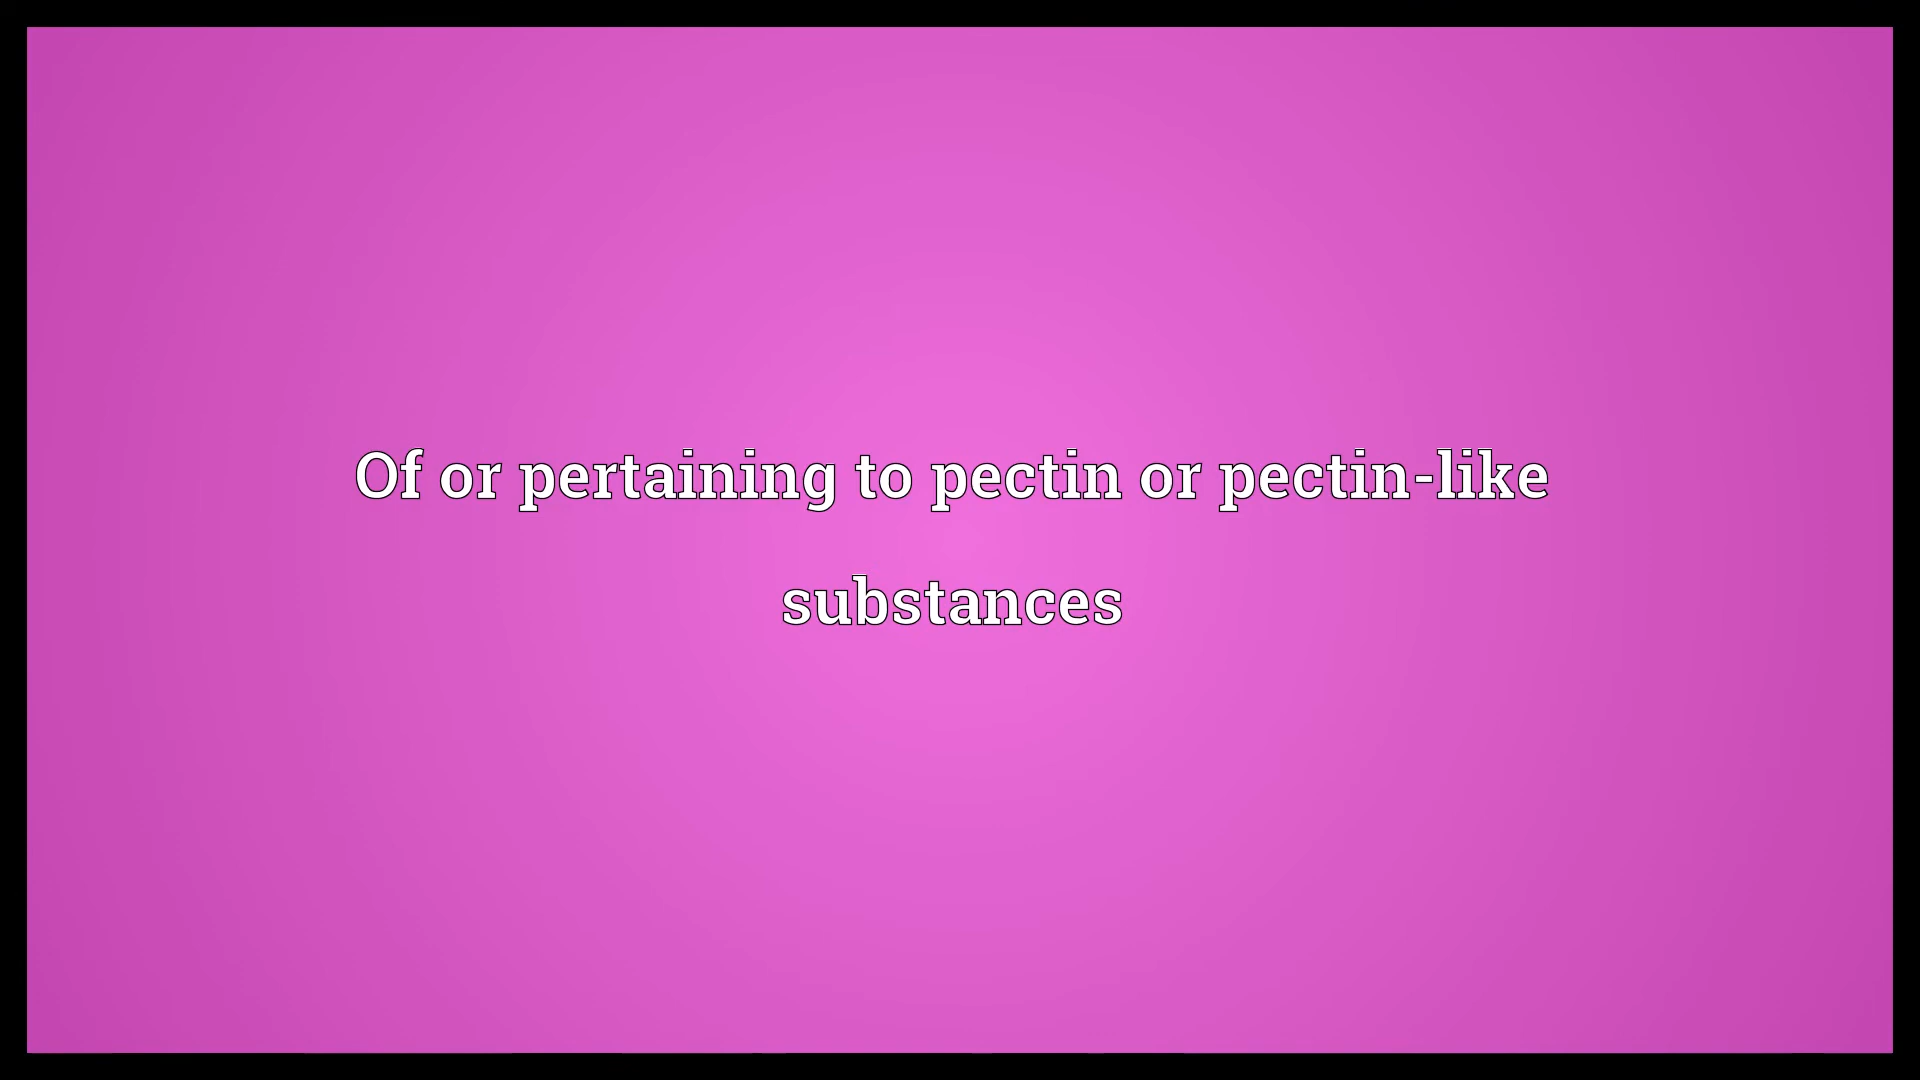 Of or pertaining to pectin or pectin-like
substances